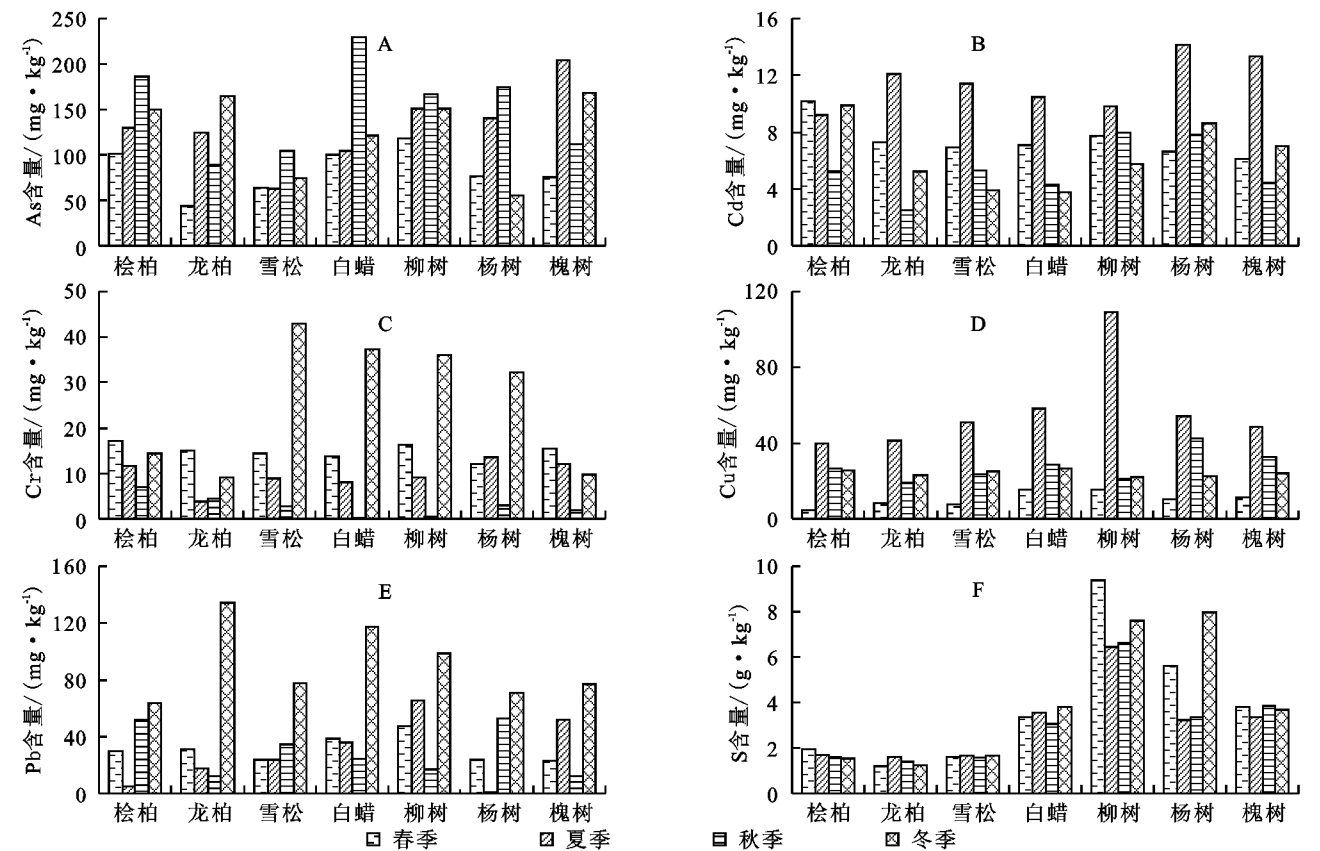 A
As含量/(mg·kg⁻¹)
250
200
150
100
50
0
桧柏 龙柏 雪松 白蜡 柳树 杨树 槐树
B
Cd含量/(mg·kg⁻¹)
16
12
8
4
0
桧柏 龙柏 雪松 白蜡 柳树 杨树 槐树
C
Cr含量/(mg·kg⁻¹)
50
40
30
20
10
0
桧柏 龙柏 雪松 白蜡 柳树 杨树 槐树
D
Cu含量/(mg·kg⁻¹)
120
80
40
0
桧柏 龙柏 雪松 白蜡 柳树 杨树 槐树
E
Pb含量/(mg·kg⁻¹)
160
120
80
40
0
桧柏 龙柏 雪松 白蜡 柳树 杨树 槐树
F
S含量/(g·kg⁻¹)
10
8
6
4
2
0
桧柏 龙柏 雪松 白蜡 柳树 杨树 槐树
春季 夏季 秋季 冬季